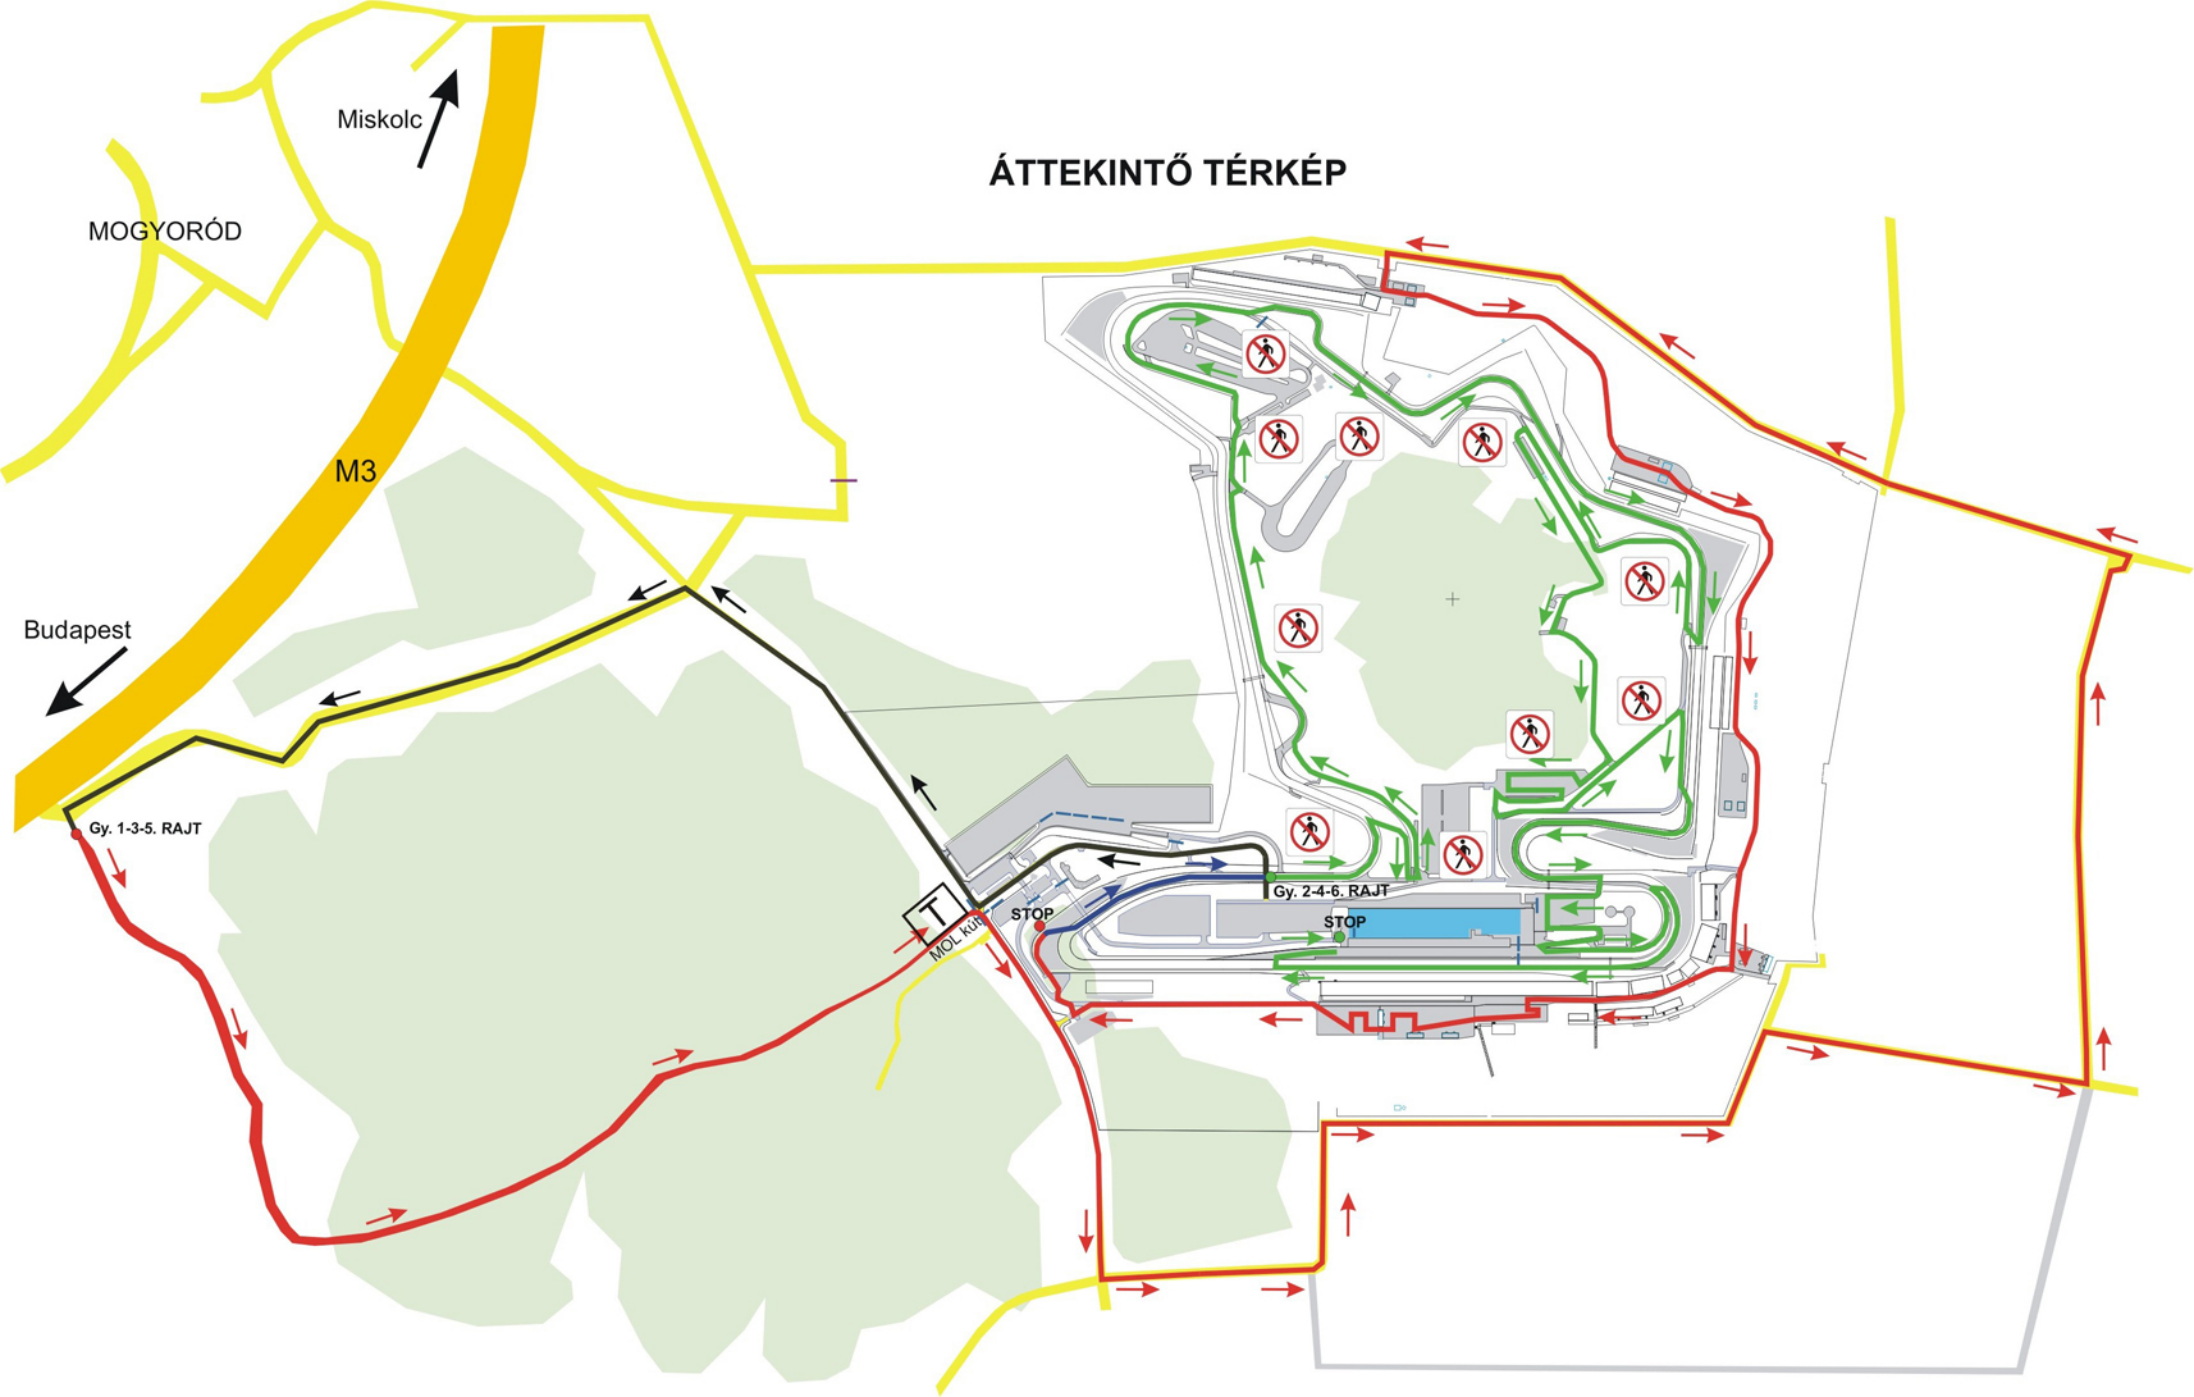 Miskolc
ÁTTEKINTŐ TÉRKÉP
MOGYORÓD
M3
Budapest
Gy. 1-3-5. RAJT
Gy. 2-4-6. RAJT
T
STOP
STOP
MOL kút